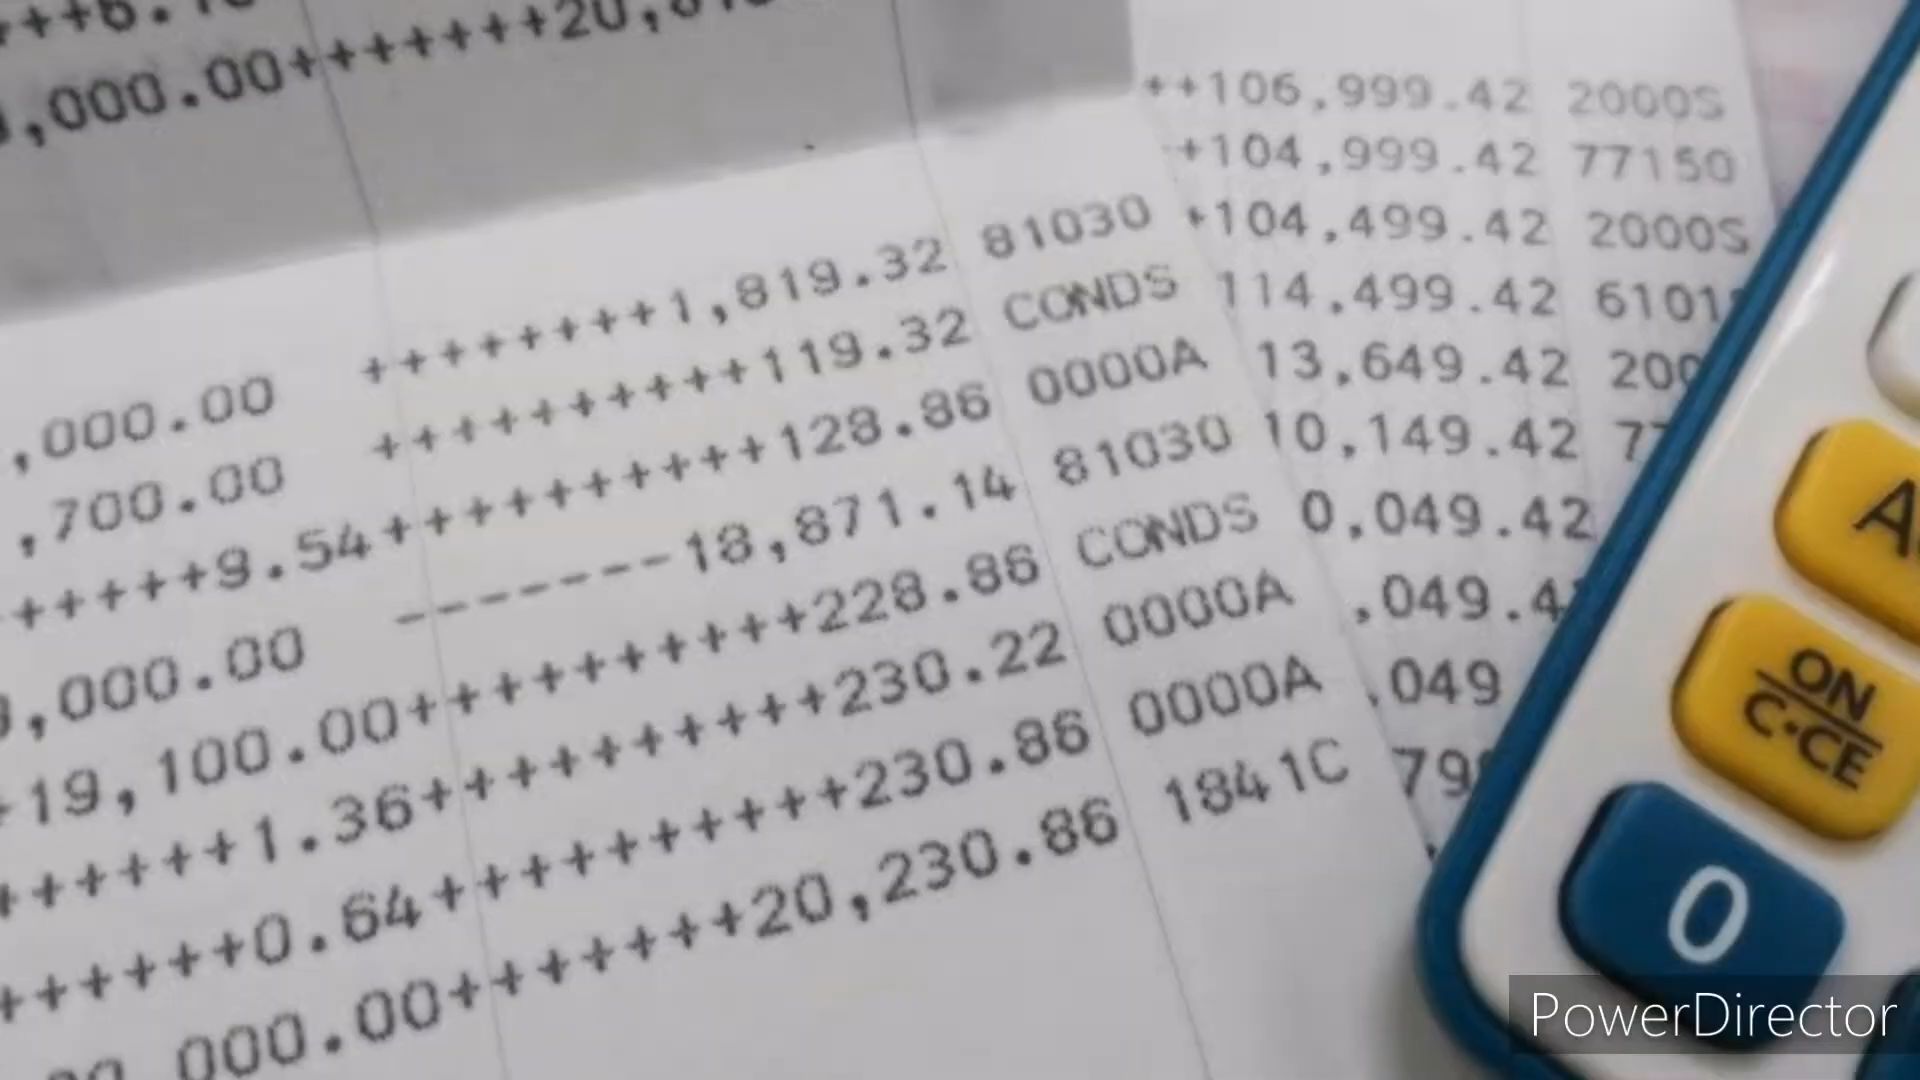 ,000.00+++++++20,
,000.00 ++++++++1,819.32 81030
,700.00 ++++++++++119.32 CONDS
+++++9.54++++++++++128.86 0000A
,000.00 -------18,871.14 81030
+19,100.00++++++++++228.86 CONDS
++++++1.36++++++++++230.22 0000A
++++++0.64++++++++++230.86 0000A
,000.00+++++++20,230.86 1841C
++106,999.42 2000S
+104,999.42 77150
+104,499.42 2000S
114,499.42 6101
13,649.42 200
10,149.42 77
0,049.42
,049.4
,049
79
A
ON
C·CE
0
PowerDirector